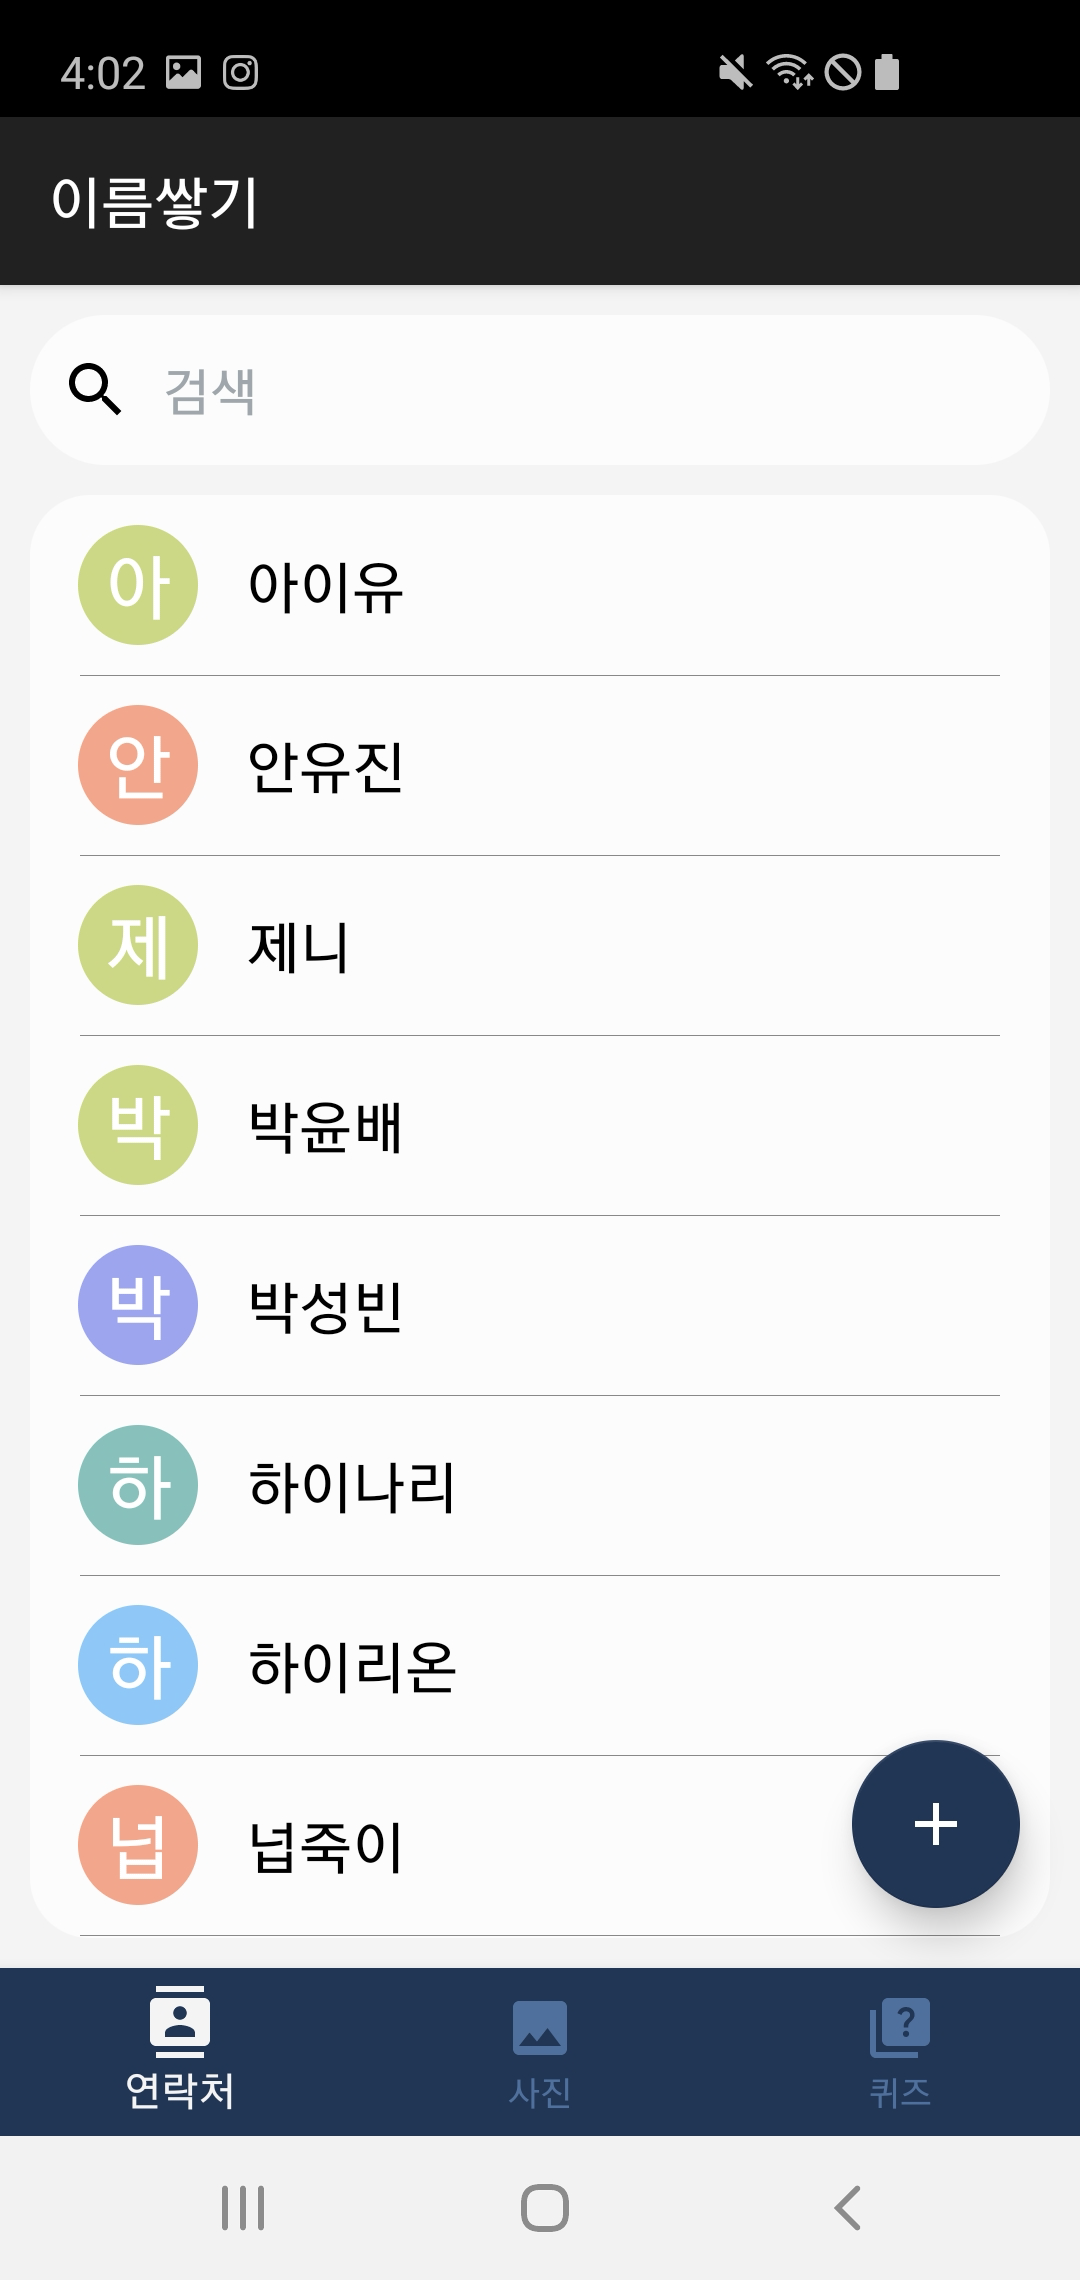 4:02
이름쌓기
검색
아 아이유
안 안유진
제 제니
박 박윤배
박 박성빈
하 하이나리
하 하이리온
넙 넙죽이
+
연락처 사진 퀴즈